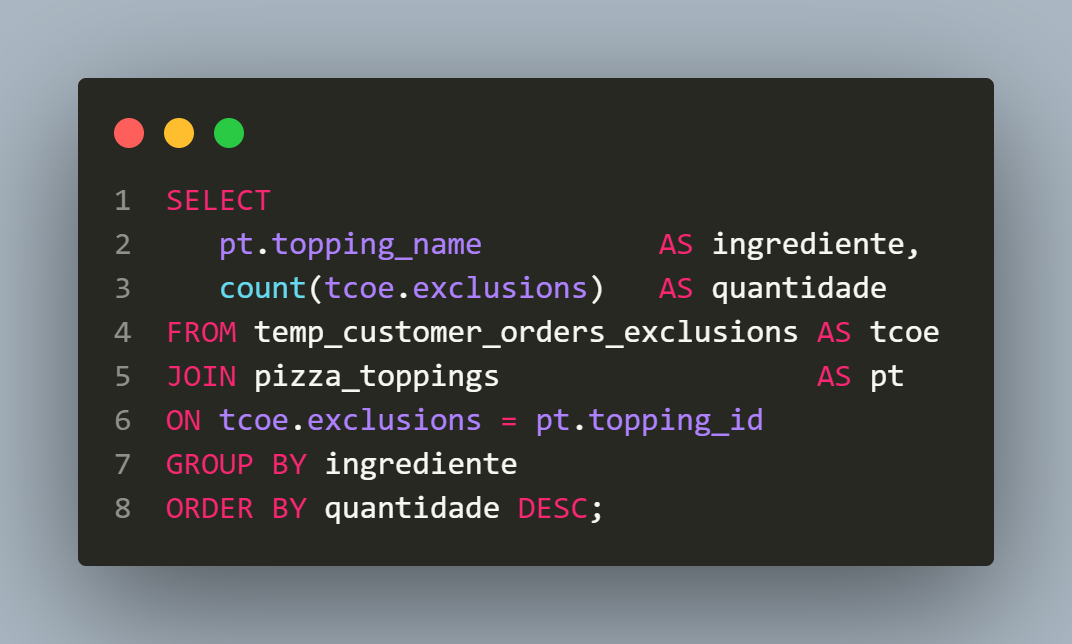 1 SELECT
2    pt.topping_name          AS ingrediente,
3    count(tcoe.exclusions)   AS quantidade
4 FROM temp_customer_orders_exclusions AS tcoe
5 JOIN pizza_toppings                  AS pt
6 ON tcoe.exclusions = pt.topping_id
7 GROUP BY ingrediente
8 ORDER BY quantidade DESC;